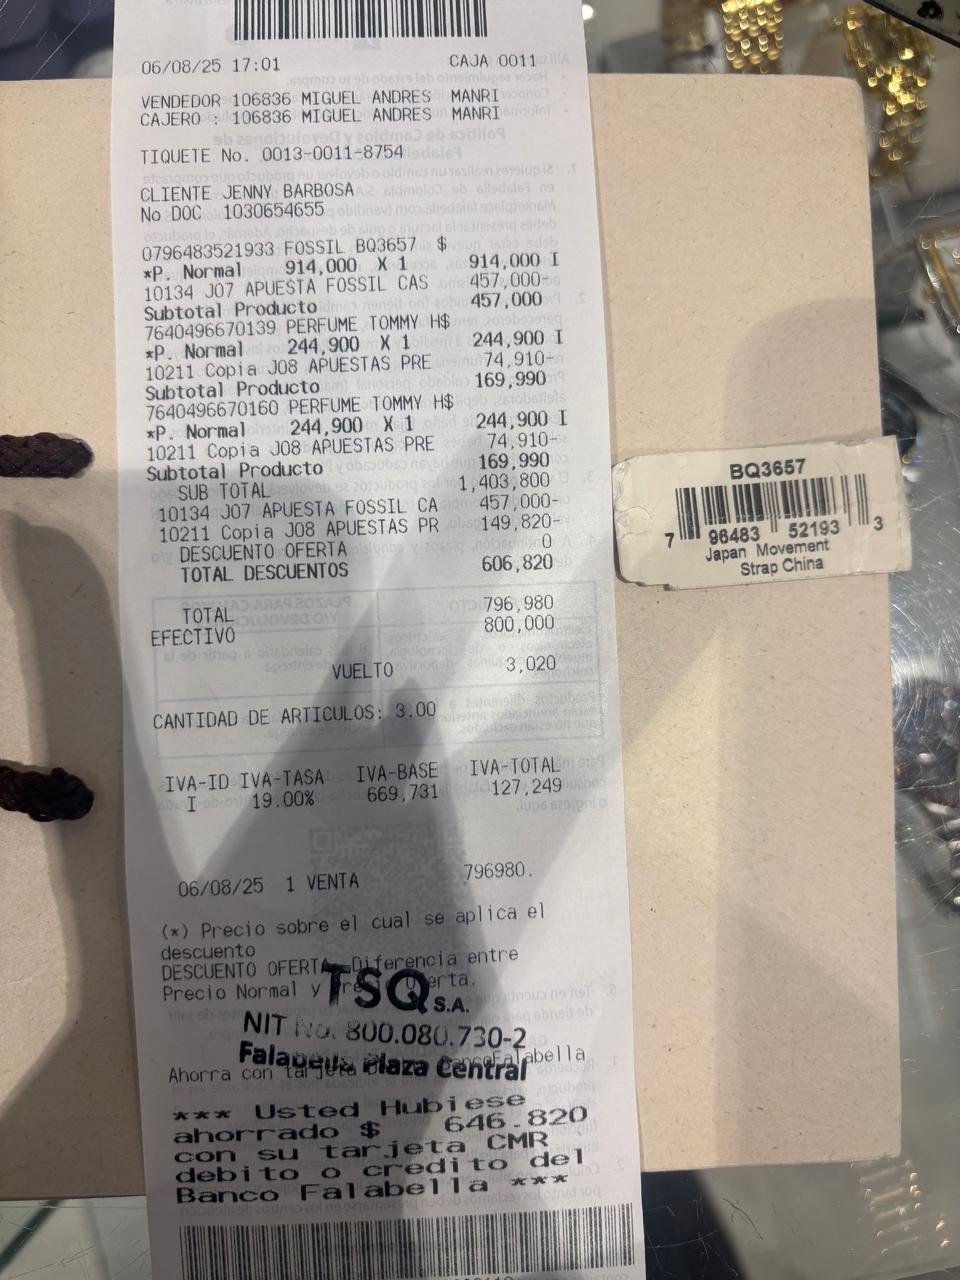 06/08/25 17:01 CAJA 0011
VENDEDOR 106836 MIGUEL ANDRES MANRI
CAJERO : 106836 MIGUEL ANDRES MANRI
TIQUETE No. 0013-0011-8754
CLIENTE JENNY BARBOSA
No DOC 1030654655
0796483521933 FOSSIL BQ3657 $
*P. Normal 914,000 X 1 914,000 I
10134 J07 APUESTA FOSSIL CAS 457,000-
Subtotal Producto 457,000
7640496670139 PERFUME TOMMY H$
*P. Normal 244,900 X 1 244,900 I
10211 Copia J08 APUESTAS PRE 74,910-
Subtotal Producto 169,990
7640496670160 PERFUME TOMMY H$
*P. Normal 244,900 X 1 244,900 I
10211 Copia J08 APUESTAS PRE 74,910-
Subtotal Producto 169,990
SUB TOTAL 1,403,800
10134 J07 APUESTA FOSSIL CA 457,000-
10211 Copia J08 APUESTAS PR 149,820-
DESCUENTO OFERTA 0
TOTAL DESCUENTOS 606,820
TOTAL 796,980
EFECTIVO 800,000
VUELTO 3,020
CANTIDAD DE ARTICULOS: 3.00
IVA-ID IVA-TASA IVA-BASE IVA-TOTAL
I 19.00% 669,731 127,249
06/08/25 1 VENTA 796980.
(*) Precio sobre el cual se aplica el
descuento
DESCUENTO OFERTA Diferencia entre
Precio Normal y
TSQ S.A.
NIT No. 800.080.730-2
Falabella Plaza Central
Ahorra con tarjeta BancoFalabella
*** Usted Hubiese
ahorrado $ 646.820
con su tarjeta CMR
debito o credito del
Banco Falabella ***
BQ3657
7 96483 52193 3
Japan Movement
Strap China